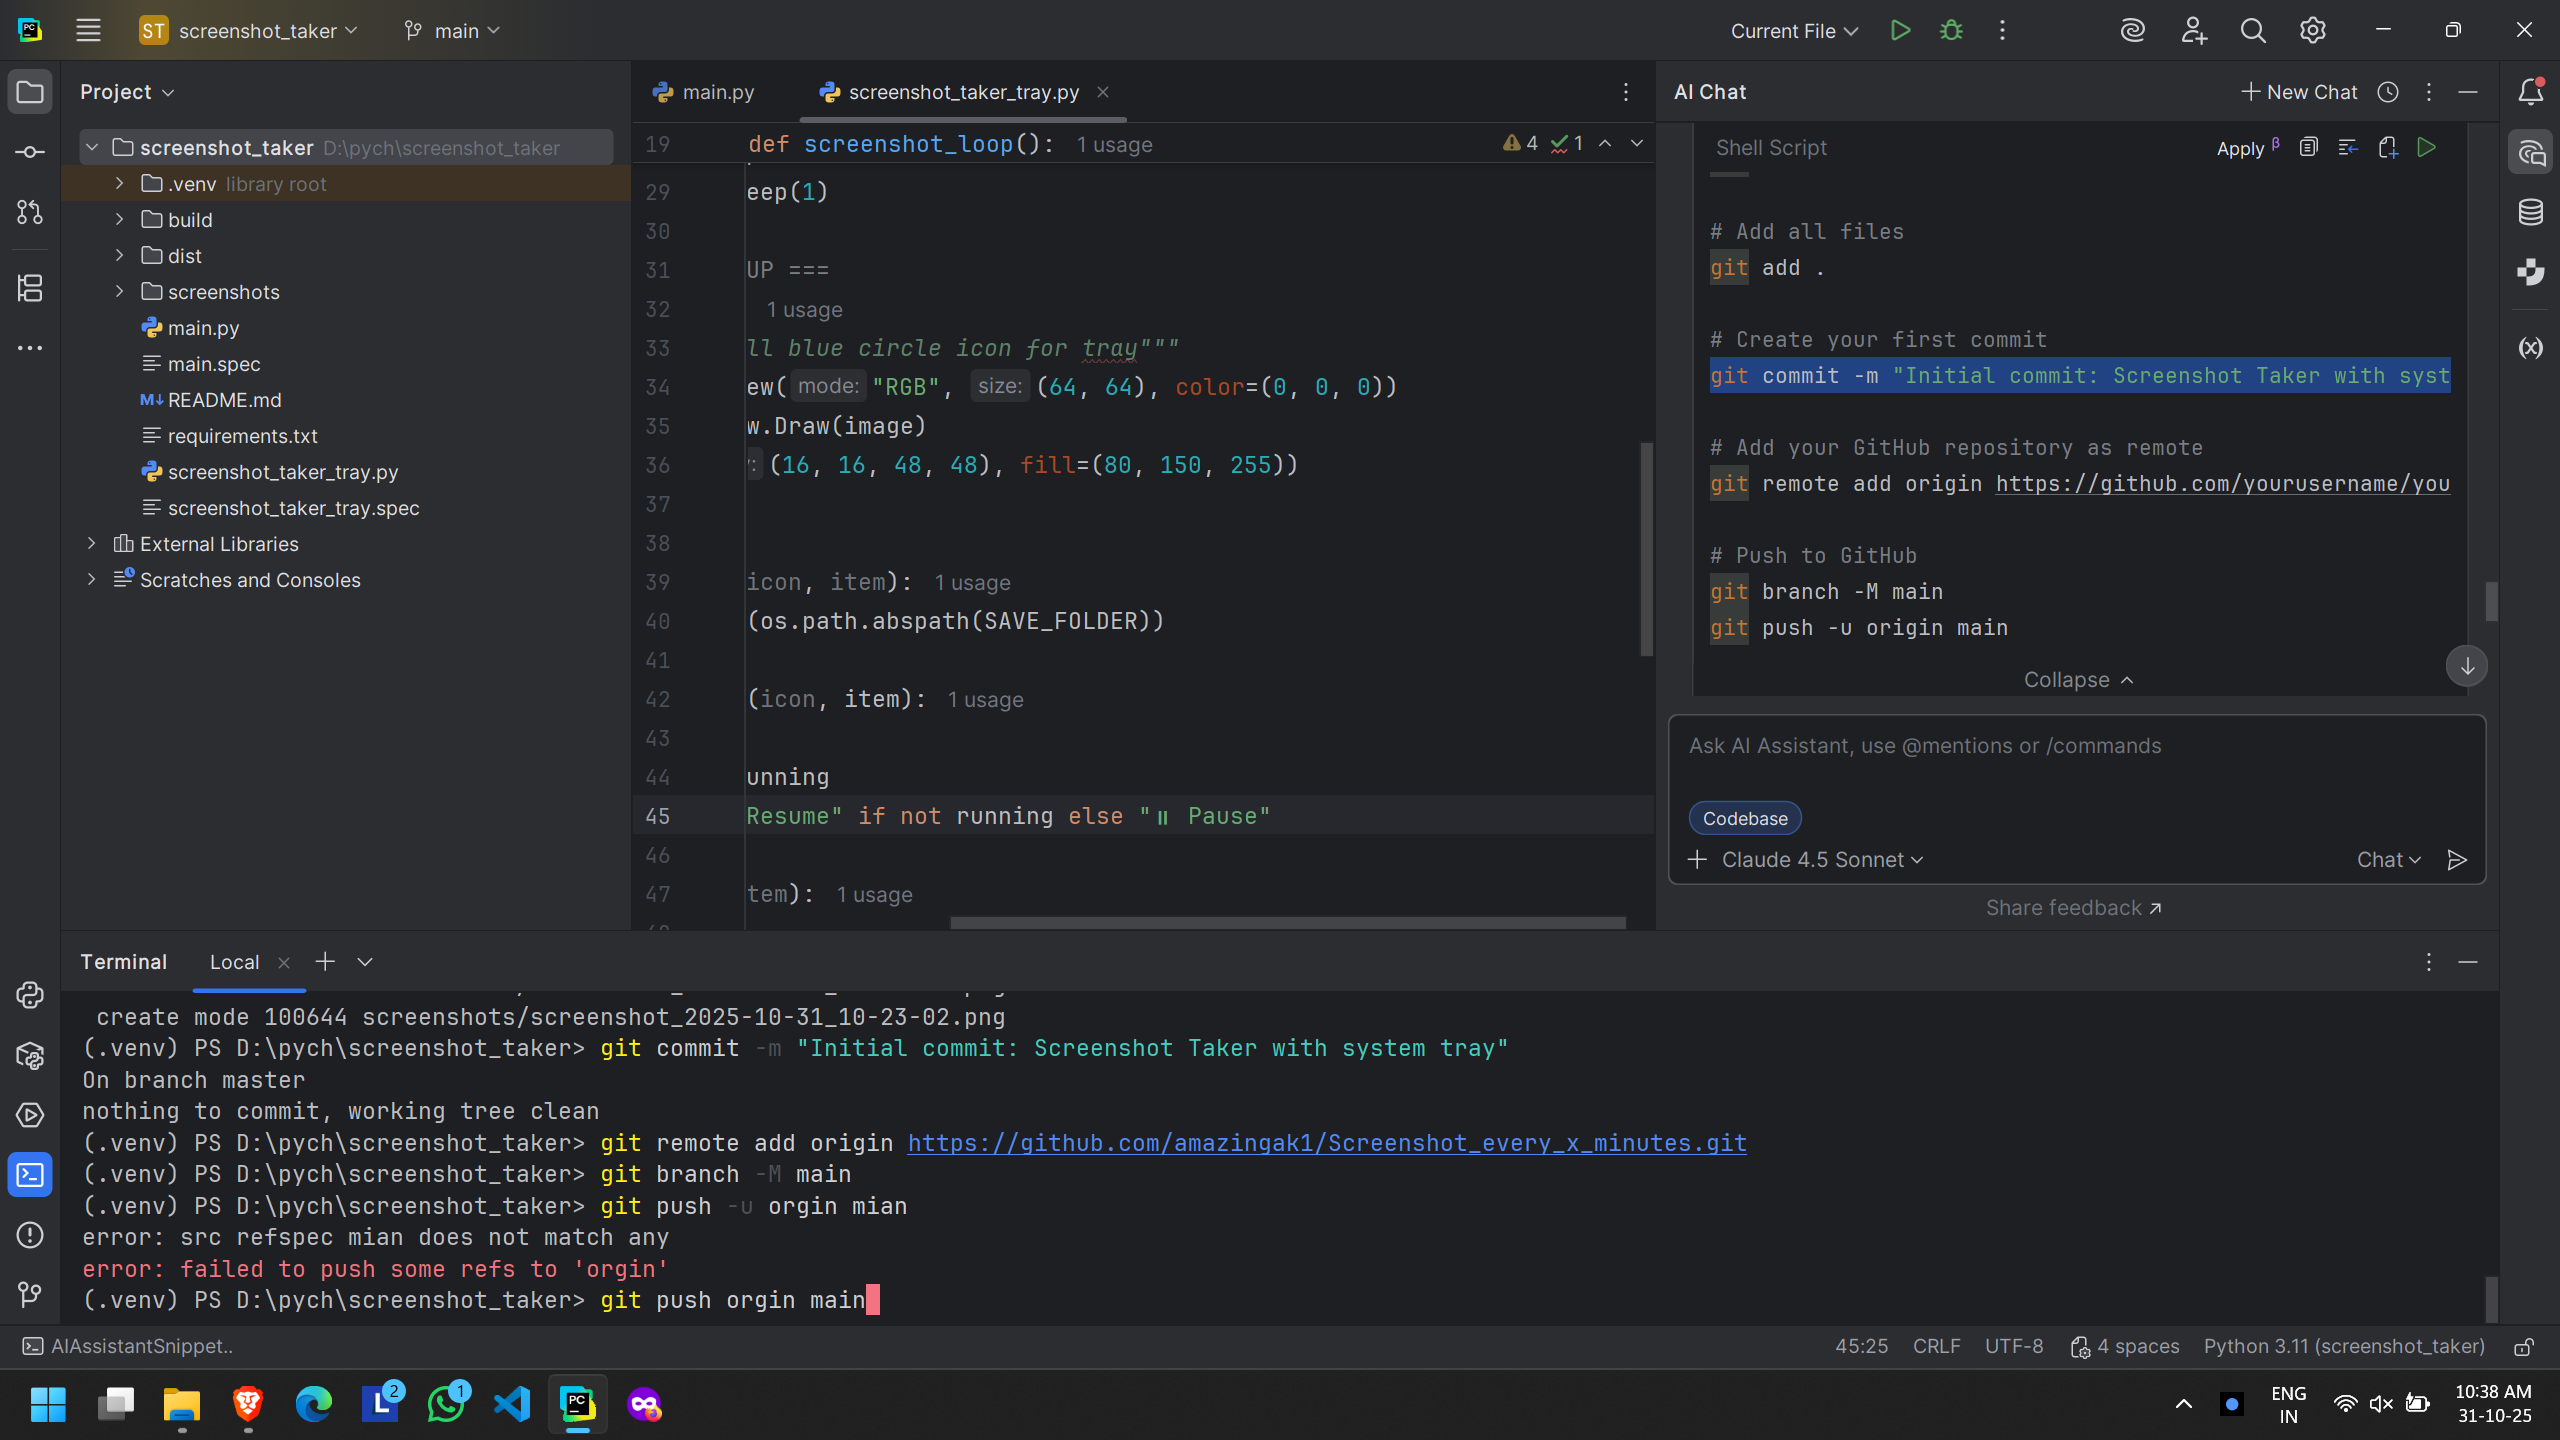 PC
ST screenshot_taker
main
Current File
Project
screenshot_taker D:\pych\screenshot_taker
.venv library root
build
dist
screenshots
main.py
main.spec
M↓ README.md
requirements.txt
screenshot_taker_tray.py
screenshot_taker_tray.spec
External Libraries
Scratches and Consoles
main.py
screenshot_taker_tray.py
19 def screenshot_loop(): 1 usage
4 1
29 eep(1)
30
31 UP ===
32 1 usage
33 ll blue circle icon for tray"""
34 ew( mode: "RGB", size: (64, 64), color=(0, 0, 0))
35 w.Draw(image)
36 (16, 16, 48, 48), fill=(80, 150, 255))
37
38
39 icon, item): 1 usage
40 (os.path.abspath(SAVE_FOLDER))
41
42 (icon, item): 1 usage
43
44 unning
45 Resume" if not running else "⏸ Pause"
46
47 tem): 1 usage
AI Chat
New Chat
Shell Script
Apply β
# Add all files
git add .
# Create your first commit
git commit -m "Initial commit: Screenshot Taker with syst
# Add your GitHub repository as remote
git remote add origin https://github.com/yourusername/you
# Push to GitHub
git branch -M main
git push -u origin main
Collapse
Ask AI Assistant, use @mentions or /commands
Codebase
Claude 4.5 Sonnet
Chat
Share feedback
Terminal
Local
create mode 100644 screenshots/screenshot_2025-10-31_10-23-02.png
(.venv) PS D:\pych\screenshot_taker> git commit -m "Initial commit: Screenshot Taker with system tray"
On branch master
nothing to commit, working tree clean
(.venv) PS D:\pych\screenshot_taker> git remote add origin https://github.com/amazingak1/Screenshot_every_x_minutes.git
(.venv) PS D:\pych\screenshot_taker> git branch -M main
(.venv) PS D:\pych\screenshot_taker> git push -u orgin mian
error: src refspec mian does not match any
error: failed to push some refs to 'orgin'
(.venv) PS D:\pych\screenshot_taker> git push orgin main
AIAssistantSnippet..
45:25
CRLF
UTF-8
4 spaces
Python 3.11 (screenshot_taker)
L 2
1
PC
ENG
IN
10:38 AM
31-10-25